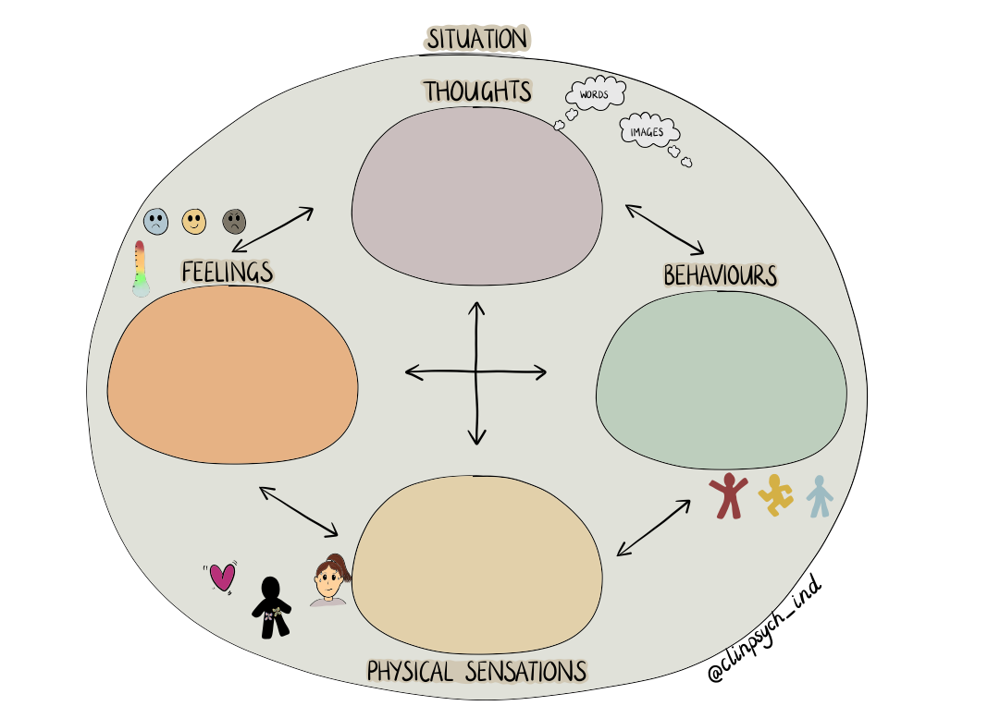 SITUATION
THOUGHTS
WORDS
IMAGES
FEELINGS
BEHAVIOURS
PHYSICAL SENSATIONS
@clinpsych_ind